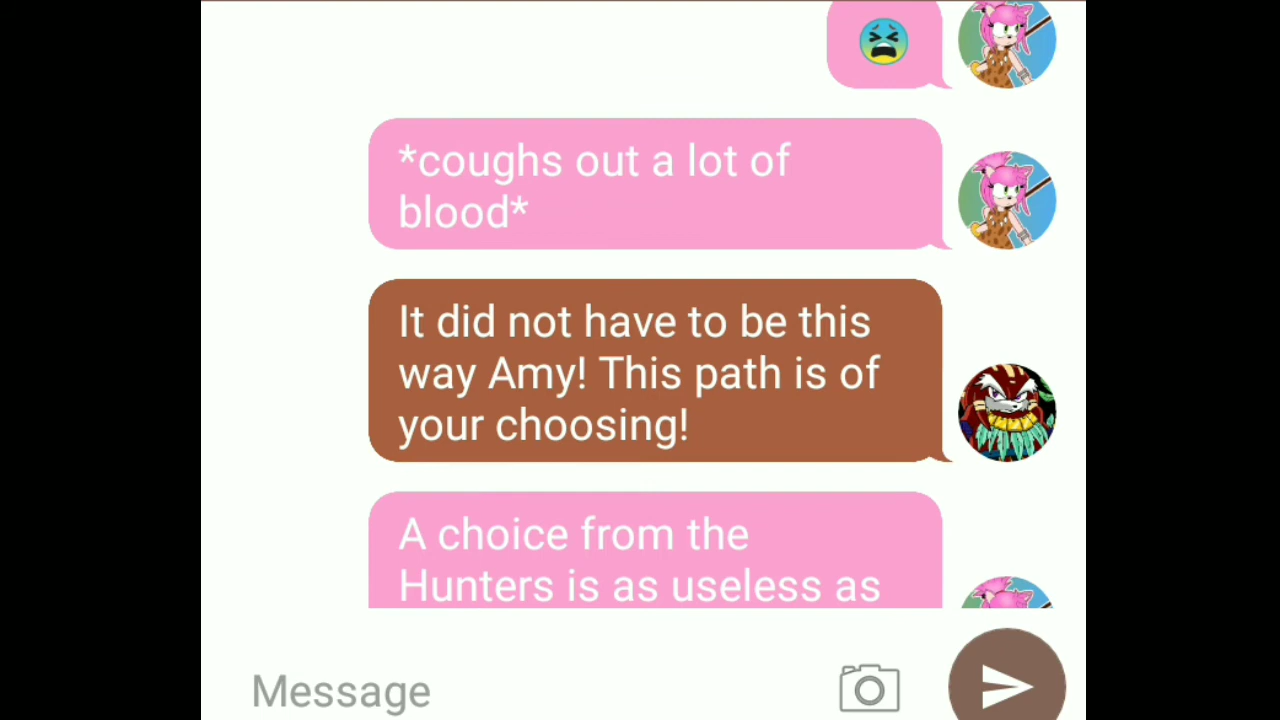 *coughs out a lot of
blood*
It did not have to be this
way Amy! This path is of
your choosing!
A choice from the
Hunters is as useless as
Message